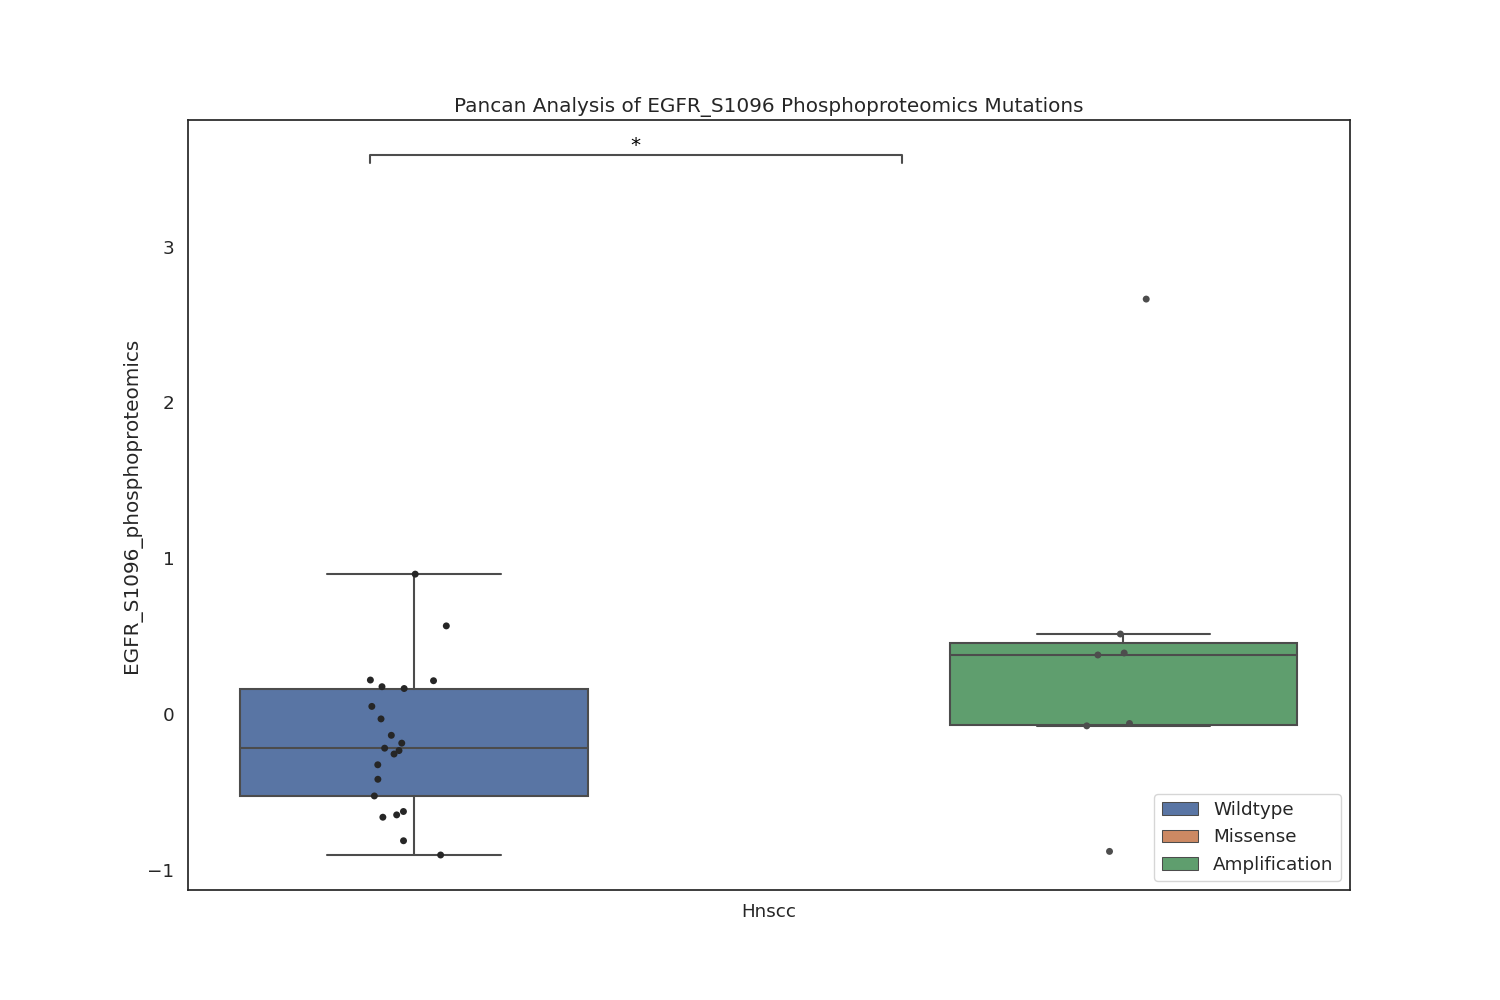 Pancan Analysis of EGFR_S1096 Phosphoproteomics Mutations
*
EGFR_S1096_phosphoproteomics
3
2
1
0
−1
Wildtype
Missense
Amplification
Hnscc